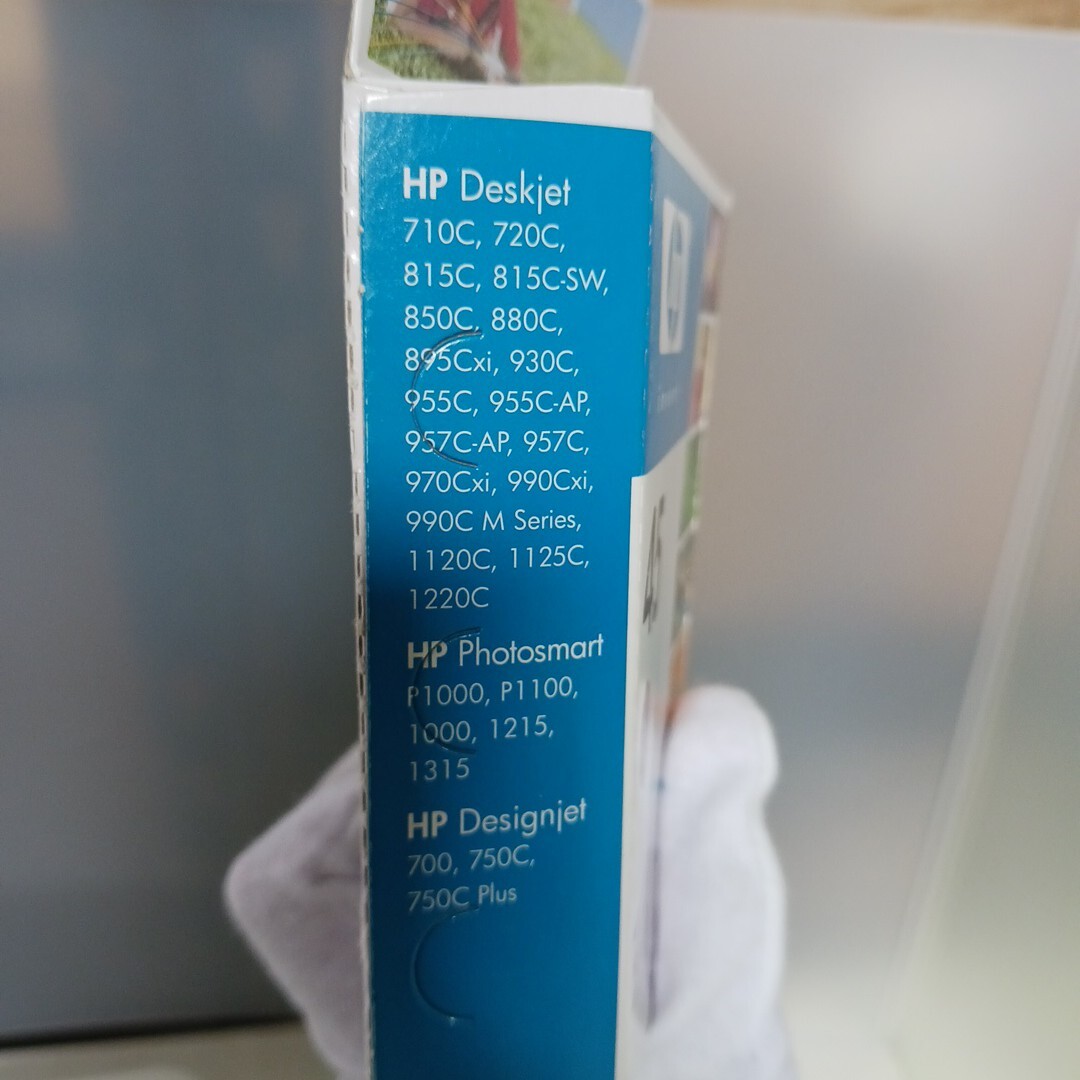 HP Deskjet
710C, 720C,
815C, 815C-SW,
850C, 880C,
895Cxi, 930C,
955C, 955C-AP,
957C-AP, 957C,
970Cxi, 990Cxi,
990C M Series,
1120C, 1125C,
1220C
HP Photosmart
P1000, P1100,
1000, 1215,
1315
HP Designjet
700, 750C,
750C Plus
hp
45